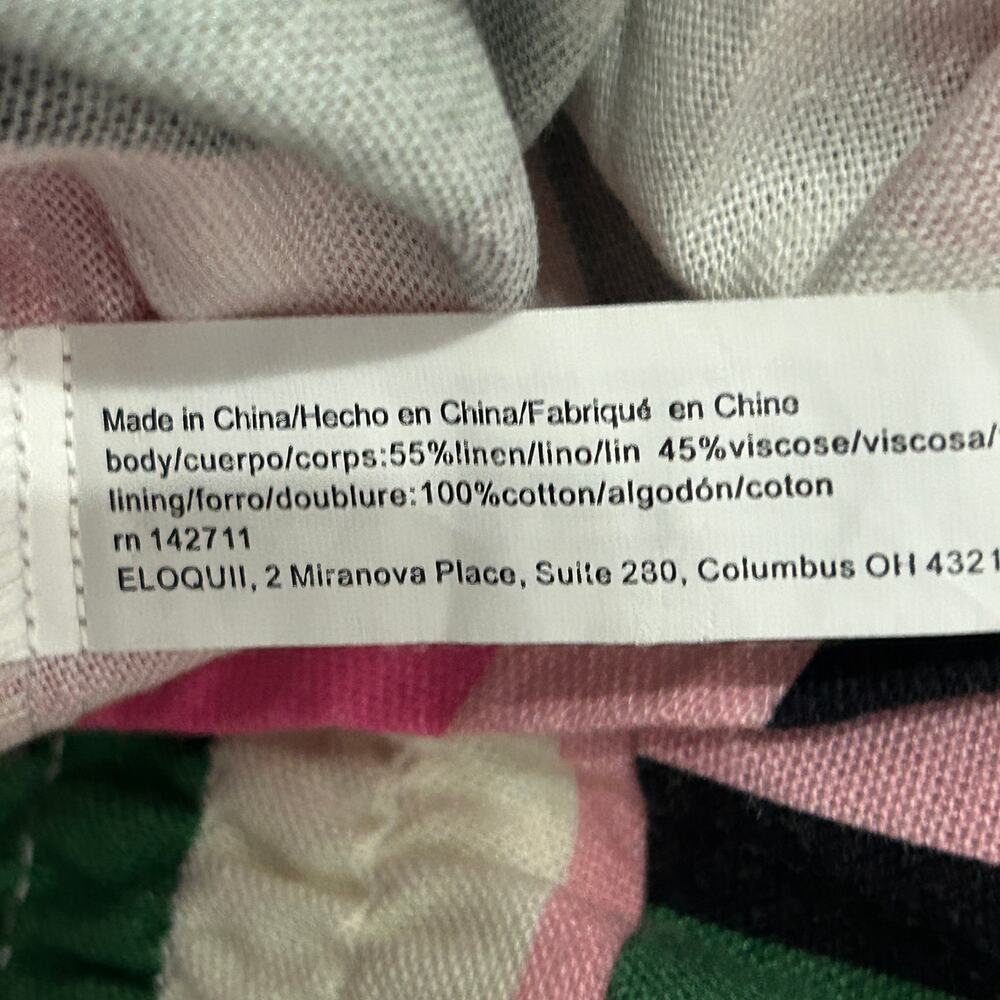 Made in China/Hecho en China/Fabriqué en Chine
body/cuerpo/corps:55%linen/lino/lin 45%viscose/viscosa/
lining/forro/doublure:100%cotton/algodón/coton
rn 142711
ELOQUII, 2 Miranova Place, Suite 280, Columbus OH 4321